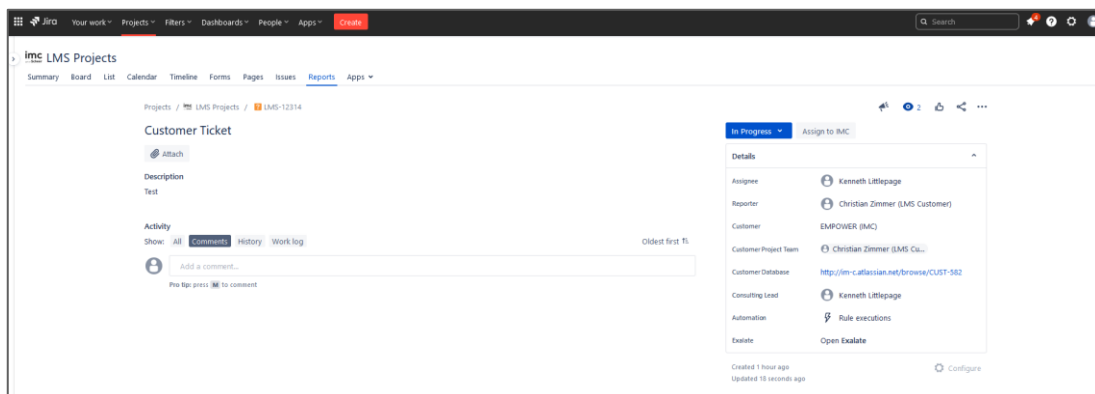 Jira Your work Projects Filters Dashboards People Apps Create Search
imc LMS Projects
Summary Board List Calendar Timeline Forms Pages Issues Reports Apps
Projects / LMS Projects / LMS-12314
2
Customer Ticket
Attach
Description
Test
Activity
Show: All Comments History Work log
Oldest first
Add a comment...
Pro tip: press M to comment
In Progress
Assign to IMC
Details
Assignee Kenneth Littlepage
Reporter Christian Zimmer (LMS Customer)
Customer EMPOWER (IMC)
Customer Project Team Christian Zimmer (LMS Cu...
Customer Database http://im-c.atlassian.net/browse/CUST-582
Consulting Lead Kenneth Littlepage
Automation Rule executions
Exalate Open Exalate
Created 1 hour ago
Updated 18 seconds ago
Configure